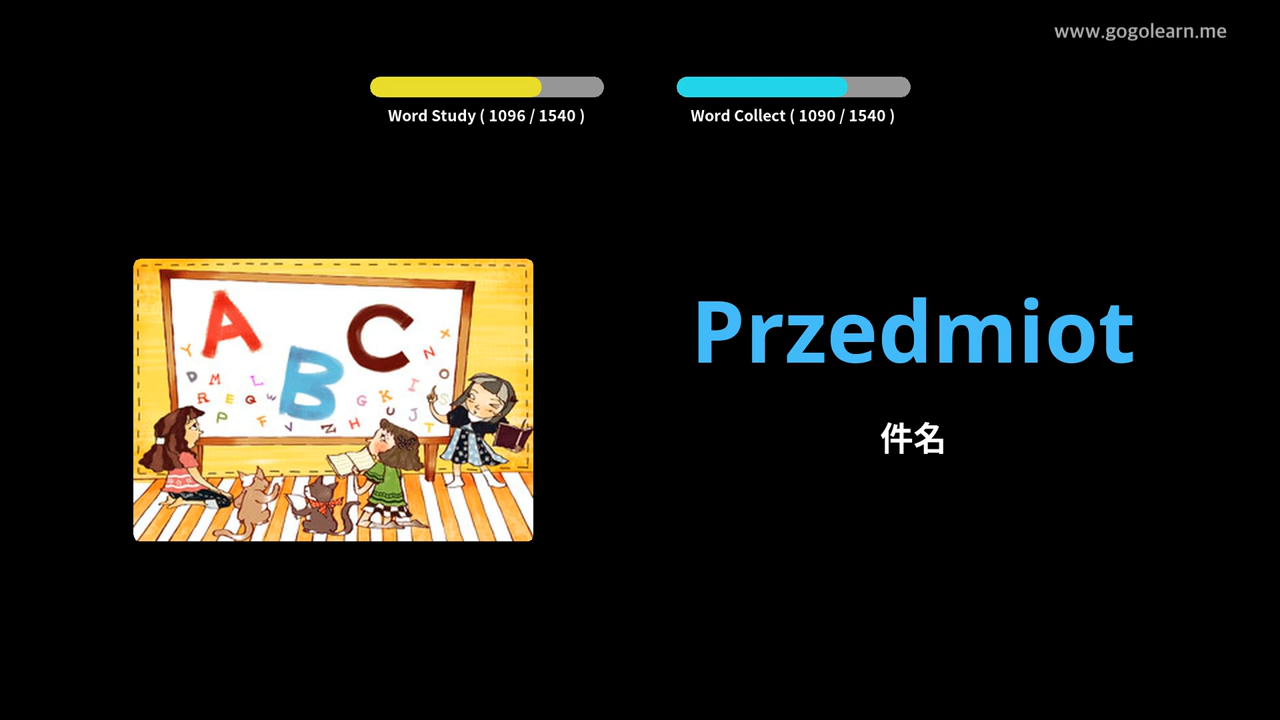 www.gogolearn.me
Word Study ( 1096 / 1540 )
Word Collect ( 1090 / 1540 )
A
B
C
Y
D M L
R E Q W
P F V Z H
G K I
U J T
X
N
O
S
Przedmiot
件名